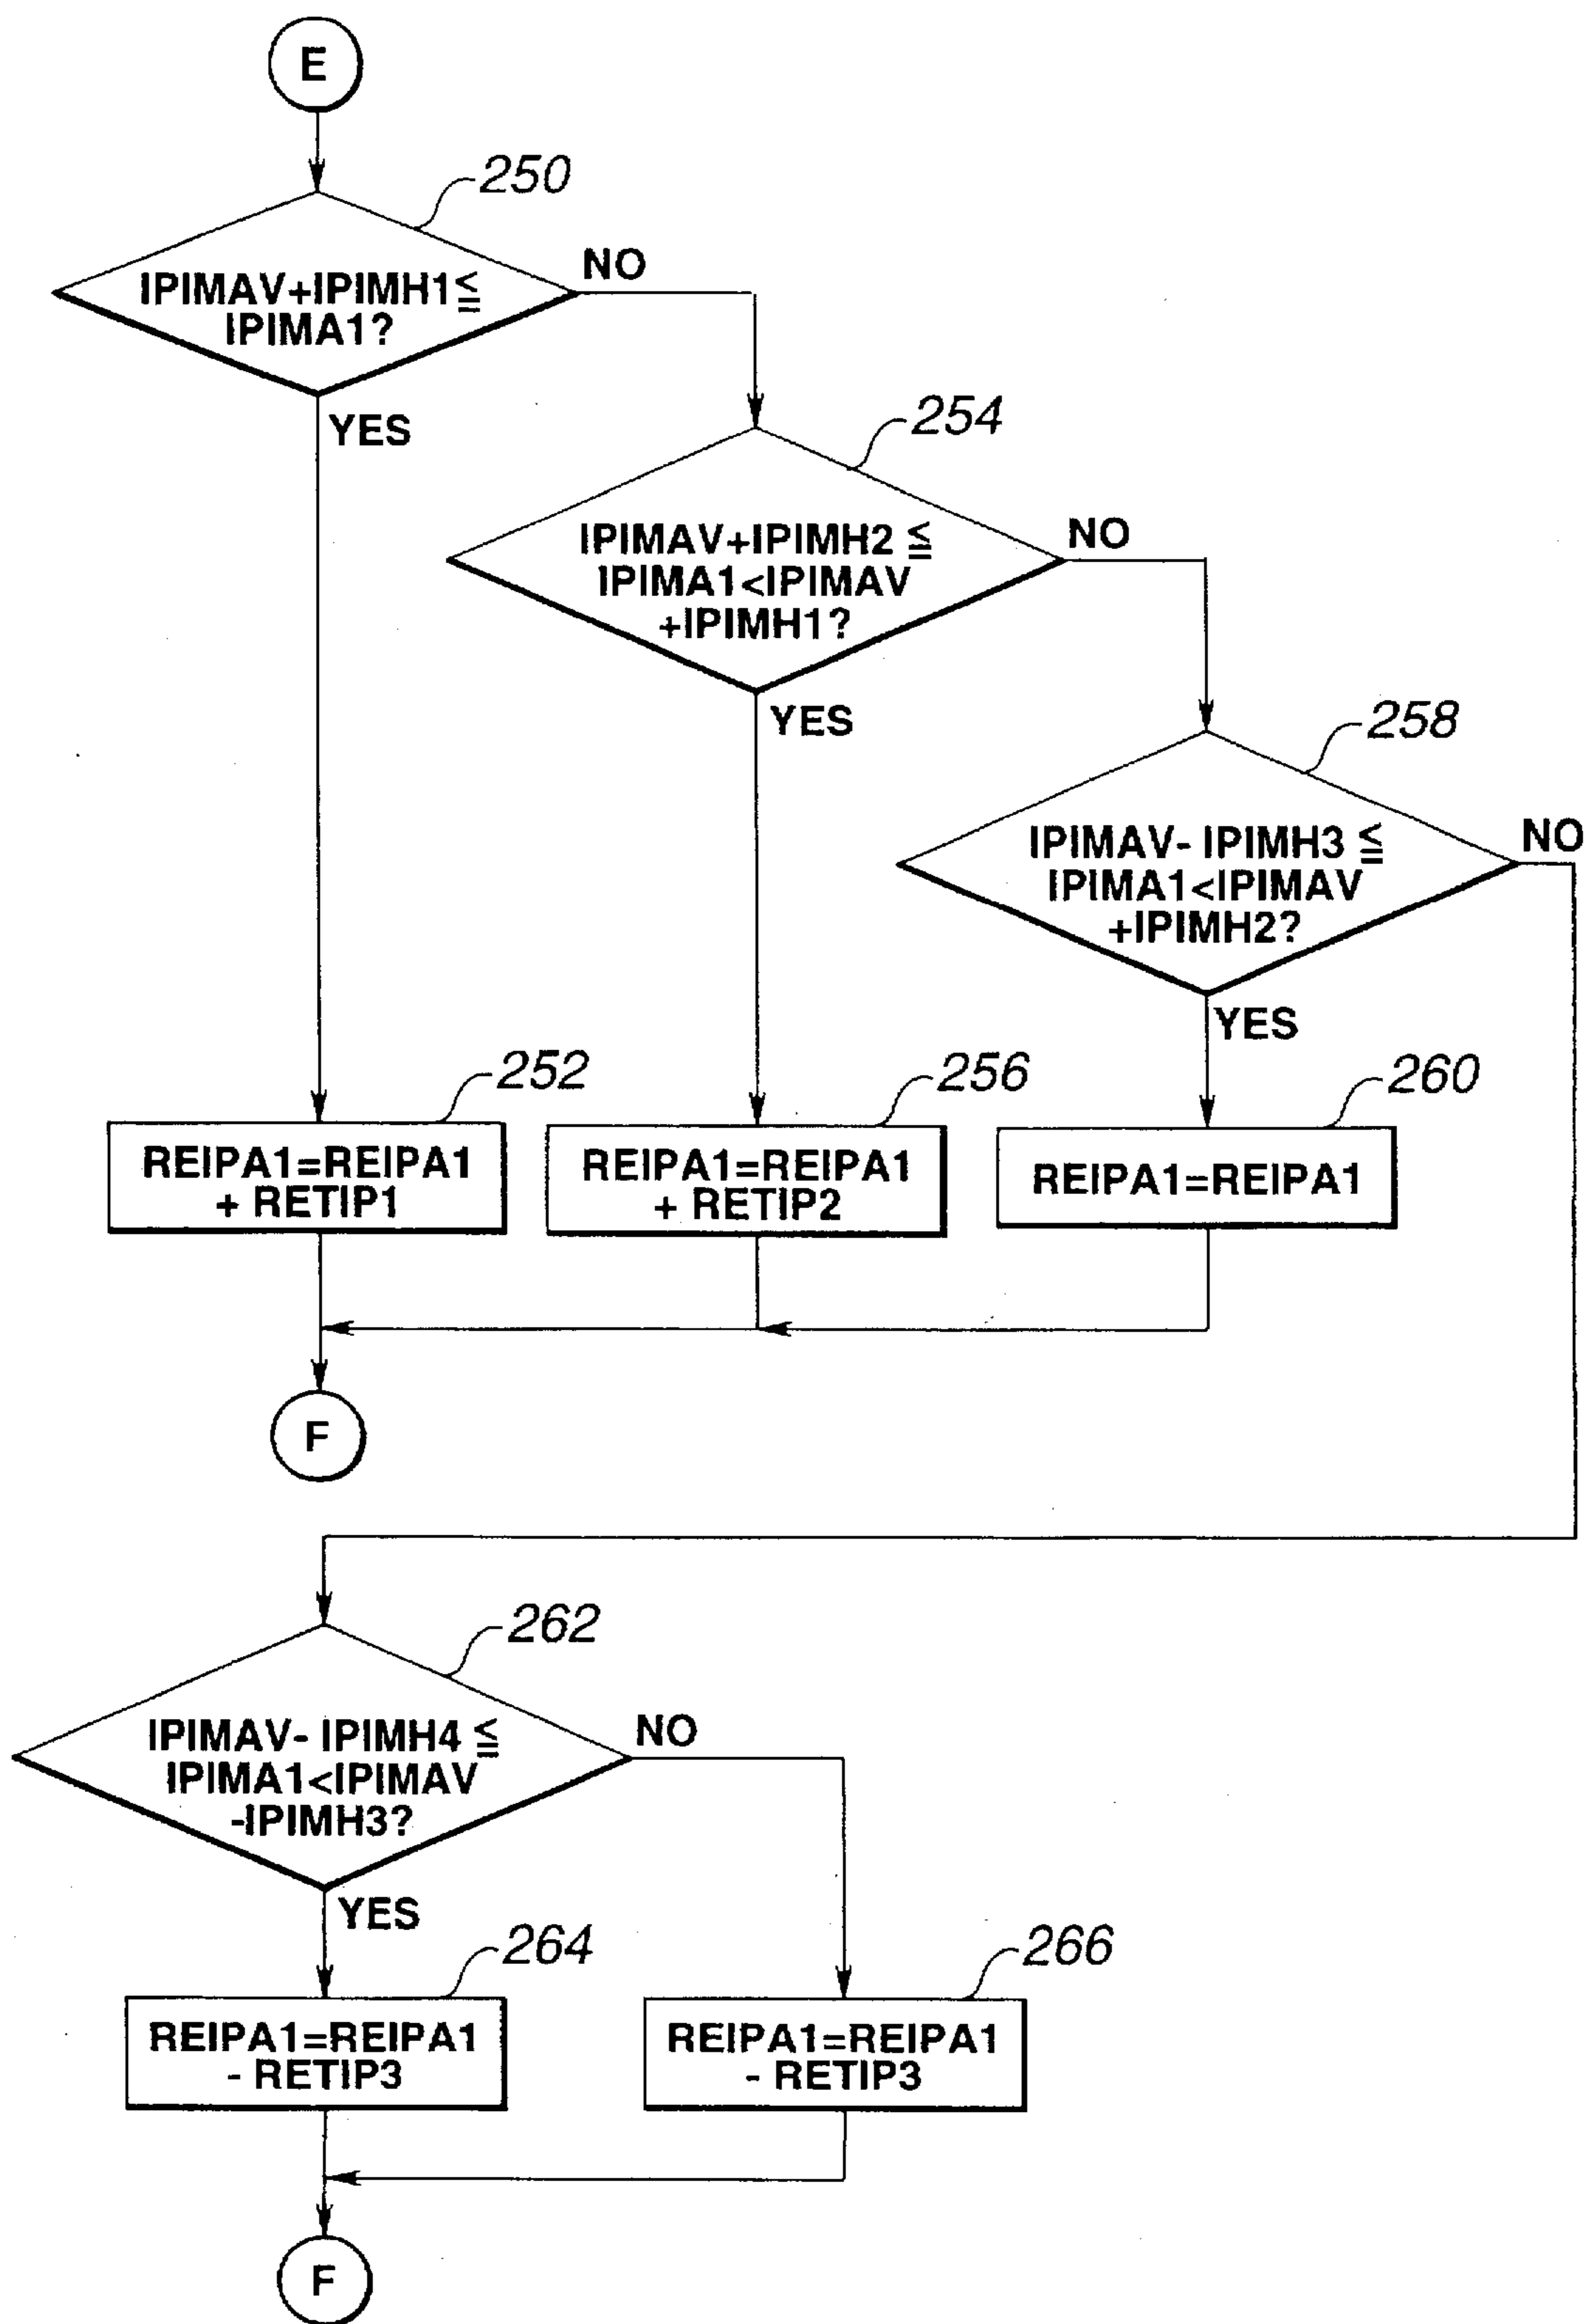 E
250
IPIMAV+IPIMH1≦
IPIMA1?
NO
YES
254
IPIMAV+IPIMH2 ≦
IPIMA1<IPIMAV
+IPIMH1?
NO
YES
258
IPIMAV- IPIMH3 ≦
IPIMA1<IPIMAV
+IPIMH2?
NO
YES
252
REIPA1=REIPA1
+ RETIP1
256
REIPA1=REIPA1
+ RETIP2
260
REIPA1=REIPA1
F
262
IPIMAV- IPIMH4 ≦
IPIMA1<IPIMAV
-IPIMH3?
NO
YES
264
REIPA1=REIPA1
- RETIP3
266
REIPA1=REIPA1
- RETIP3
F